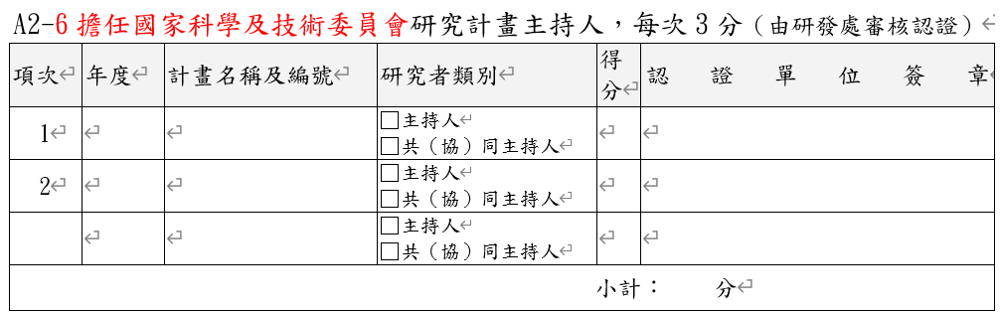 A2-6 擔任國家科學及技術委員會研究計畫主持人，每次 3 分（由研發處審核認證）
項次 年度 計畫名稱及編號 研究者類別 得分 認證單位簽章
1 □主持人
□共（協）同主持人
2 □主持人
□共（協）同主持人
□主持人
□共（協）同主持人
小計： 分